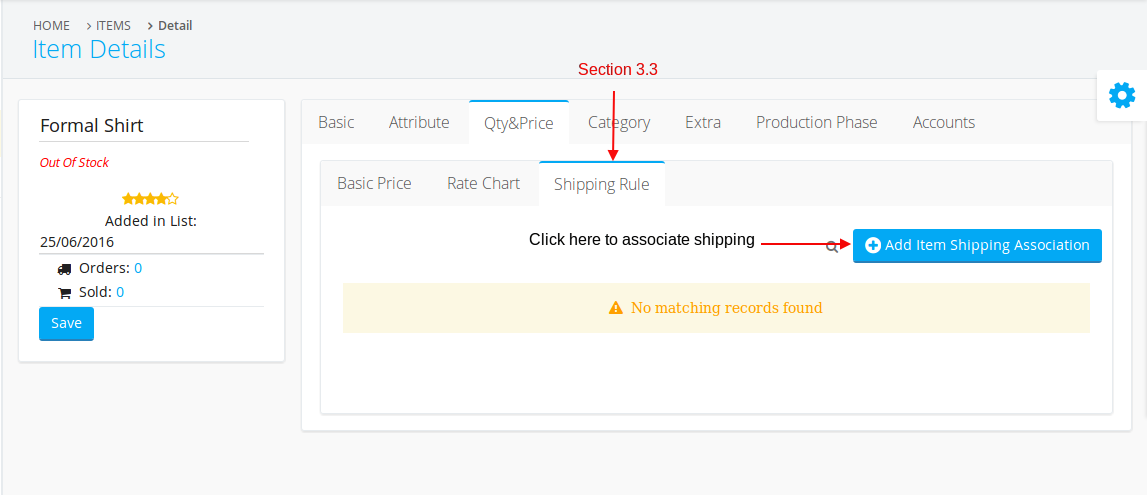 HOME > ITEMS > Detail
Item Details
Section 3.3
Formal Shirt
Out Of Stock
Added in List:
25/06/2016
Orders: 0
Sold: 0
Save
Basic Attribute Qty&Price Category Extra Production Phase Accounts
Basic Price Rate Chart Shipping Rule
Click here to associate shipping
Add Item Shipping Association
No matching records found